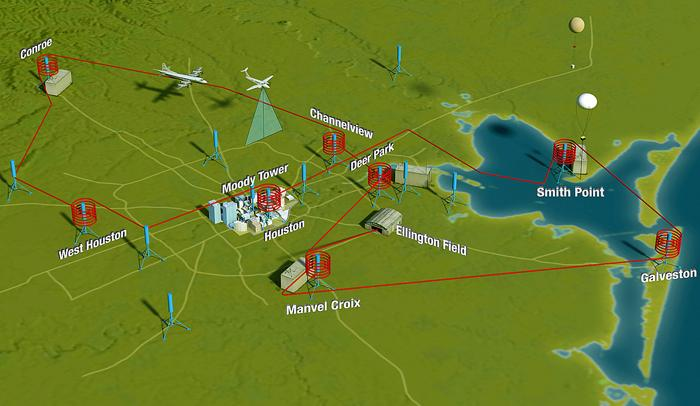 Conroe
Channelview
Deer Park
Moody Tower
Smith Point
West Houston
Houston
Ellington Field
Galveston
Manvel Croix